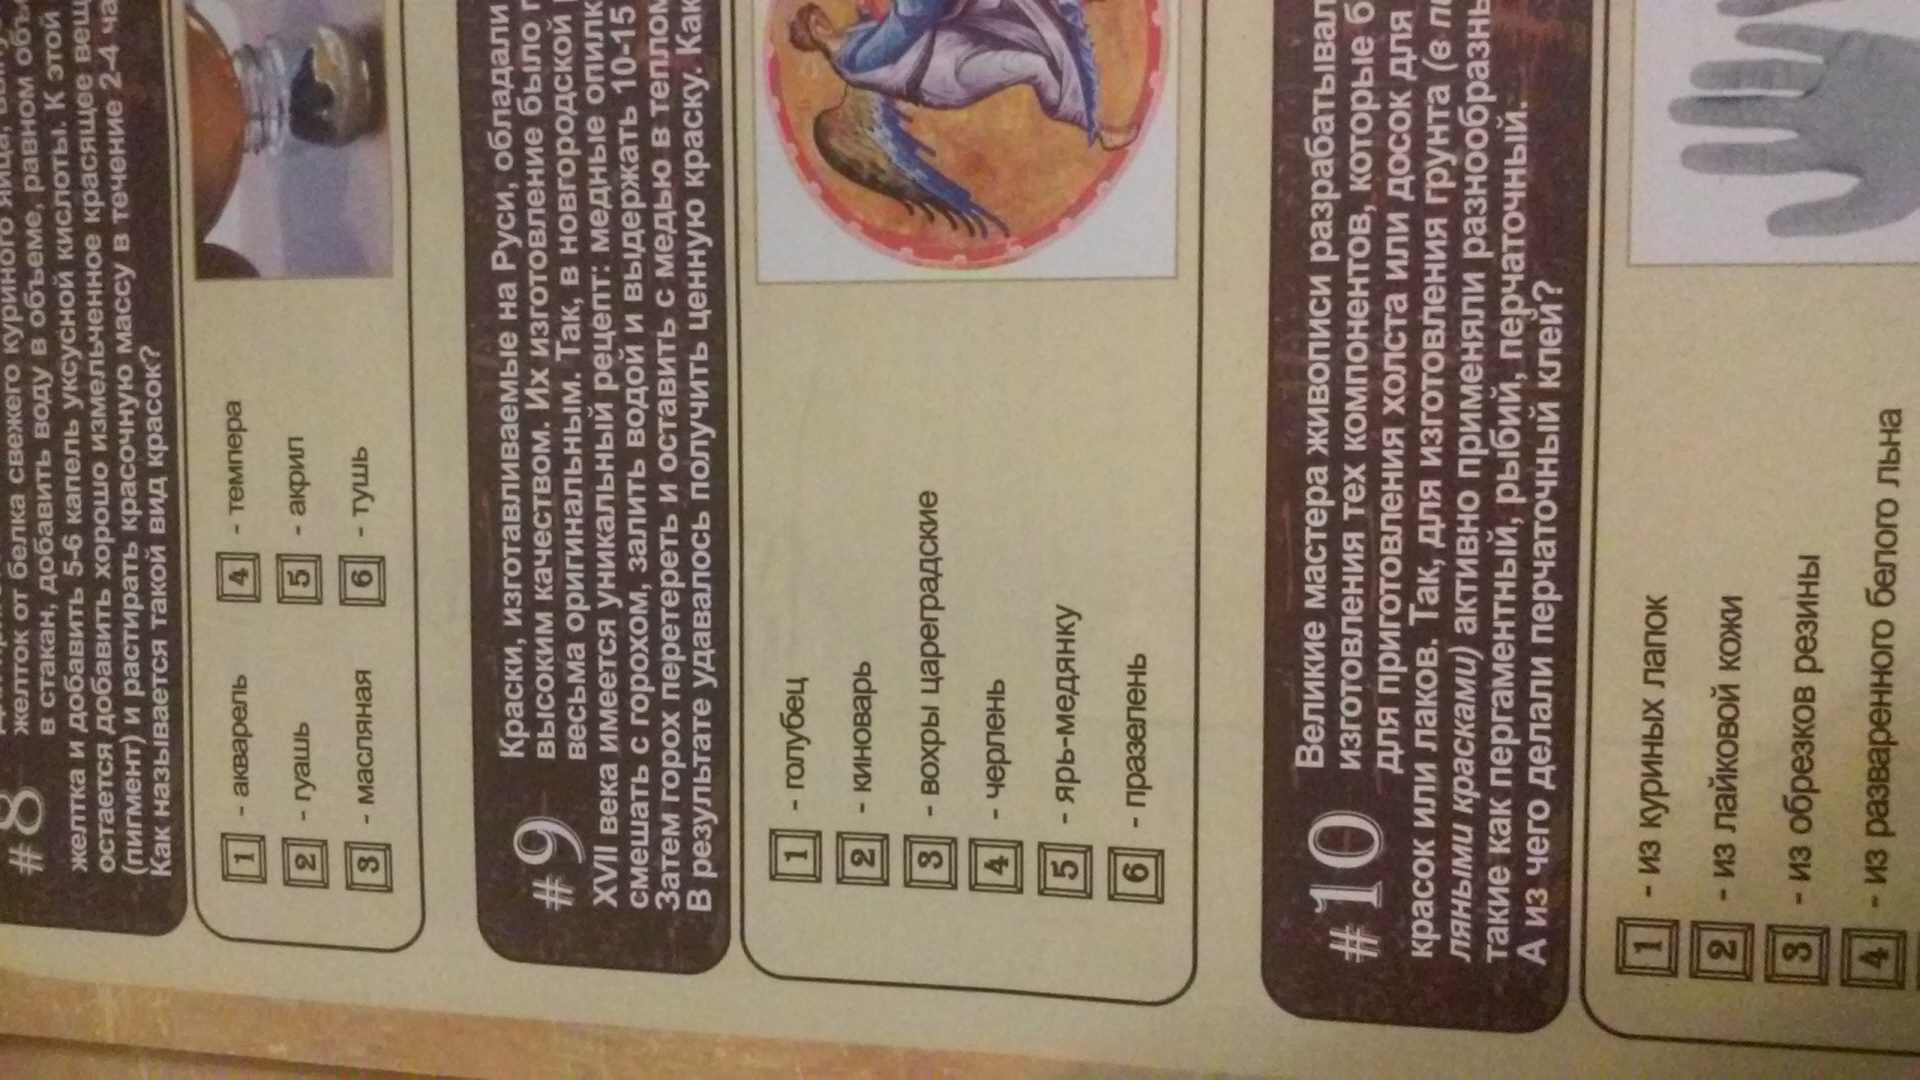 #8
желток от белка свежего куриного яйца,
в стакан, добавить воду в объеме, равном
желтка и добавить 5-6 капель уксусной кислоты. К этой
остается добавить хорошо измельченное красящее
(пигмент) и растирать красочную массу в течение 2-4
Как называется такой вид красок?
1 - акварель
2 - гуашь
3 - масляная
4 - темпера
5 - акрил
6 - тушь
#9
Краски, изготавливаемые на Руси, обладали
высоким качеством. Их изготовление было
весьма оригинальным. Так, в новгородской
XVII века имеется уникальный рецепт: медные опилк
смешать с горохом, залить водой и выдержать 10-15
Затем горох перетереть и оставить с медью в теплом
В результате удавалось получить ценную краску. Как
1 - голубец
2 - киноварь
3 - вохры цареградские
4 - черлень
5 - ярь-медянку
6 - празелень
#10
Великие мастера живописи разрабатывал
изготовления тех компонентов, которые б
для приготовления холста или досок для
красок или лаков. Так, для изготовления грунта (в
ляными красками) активно применяли разнообразны
такие как пергаментный, рыбий, перчаточный.
А из чего делали перчаточный клей?
1 - из куриных лапок
2 - из лайковой кожи
3 - из обрезков резины
4 - из разваренного белого льна